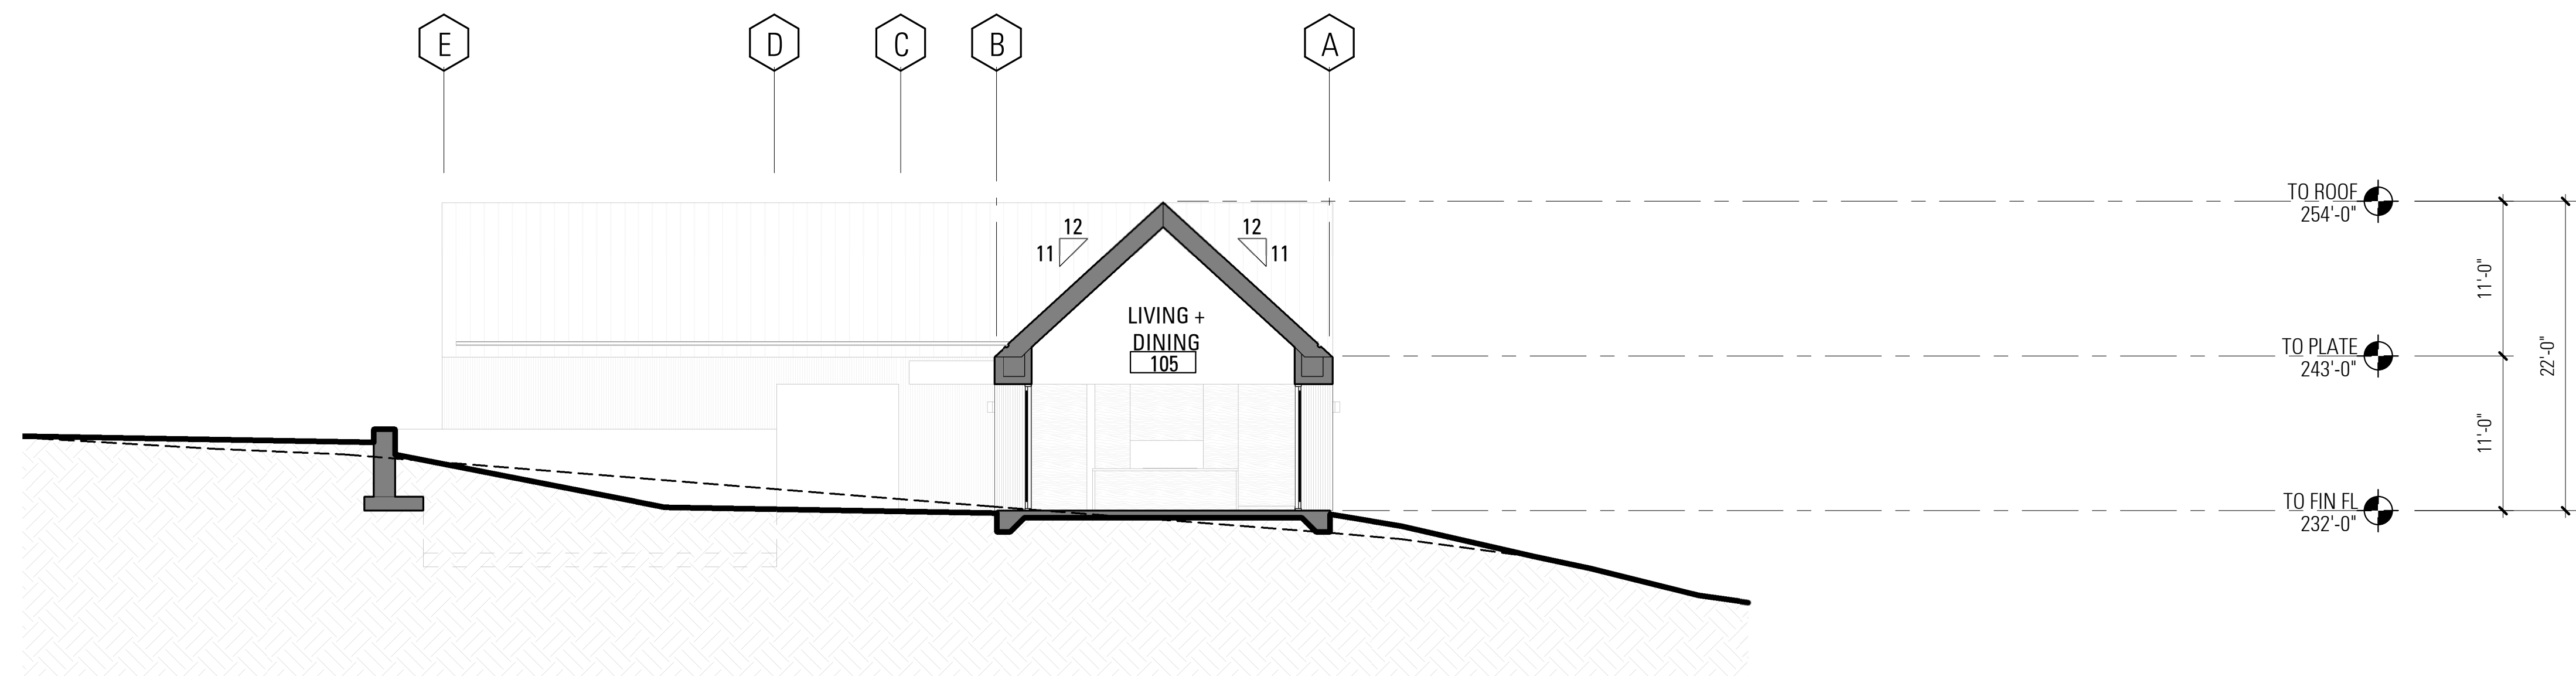 E
D
C
B
A
TO ROOF
254'-0"
12
12
11
11
11'-0"
LIVING +
DINING
105
TO PLATE
243'-0"
22'-0"
11'-0"
TO FIN FL
232'-0"